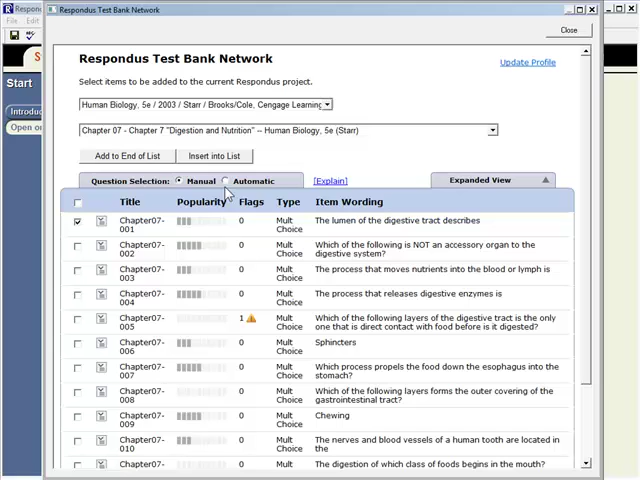 Respondus Test Bank Network
Respond
File
Close
Respondus Test Bank Network
Update Profile
Select items to be added to the current Respondus project.
Human Biology, 5e / 2003 / Starr / Brooks/Cole, Cengage Learning
Chapter 07 - Chapter 7 "Digestion and Nutrition" -- Human Biology, 5e (Starr)
Start
Introduc
Open or
Add to End of List
Insert into List
Question Selection: Manual Automatic
[Explain]
Expanded View
Title Popularity Flags Type Item Wording
Chapter07-001 0 Mult Choice The lumen of the digestive tract describes
Chapter07-002 0 Mult Choice Which of the following is NOT an accessory organ to the
digestive system?
Chapter07-003 0 Mult Choice The process that moves nutrients into the blood or lymph is
Chapter07-004 0 Mult Choice The process that releases digestive enzymes is
Chapter07-005 1 Mult Choice Which of the following layers of the digestive tract is the only
one that is direct contact with food before is it digested?
Chapter07-006 0 Mult Choice Sphincters
Chapter07-007 0 Mult Choice Which process propels the food down the esophagus into the
stomach?
Chapter07-008 0 Mult Choice Which of the following layers forms the outer covering of the
gastrointestinal tract?
Chapter07-009 0 Mult Choice Chewing
Chapter07-010 0 Mult Choice The nerves and blood vessels of a human tooth are located in
the
Chapter07- 0 Mult The digestion of which class of foods begins in the mouth?